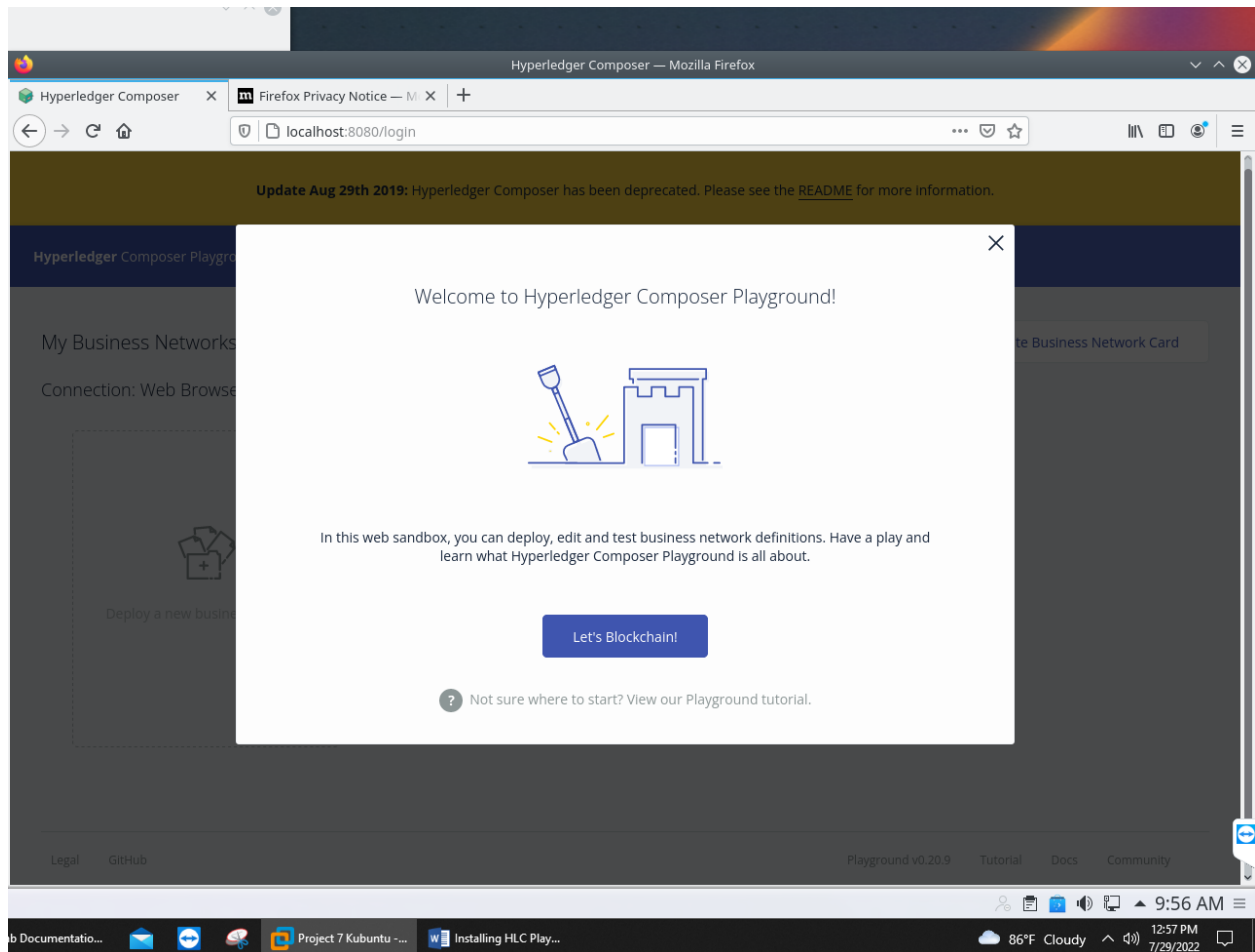 Hyperledger Composer — Mozilla Firefox
Hyperledger Composer
Firefox Privacy Notice — M
localhost:8080/login
Update Aug 29th 2019: Hyperledger Composer has been deprecated. Please see the README for more information.
Hyperledger Composer Playgro
Welcome to Hyperledger Composer Playground!
My Business Networks
te Business Network Card
Connection: Web Browse
In this web sandbox, you can deploy, edit and test business network definitions. Have a play and
learn what Hyperledger Composer Playground is all about.
Deploy a new busine
Let's Blockchain!
? Not sure where to start? View our Playground tutorial.
Legal GitHub Playground v0.20.9 Tutorial Docs Community
9:56 AM
b Documentatio... Project 7 Kubuntu -... Installing HLC Play... 86°F Cloudy 12:57 PM
7/29/2022